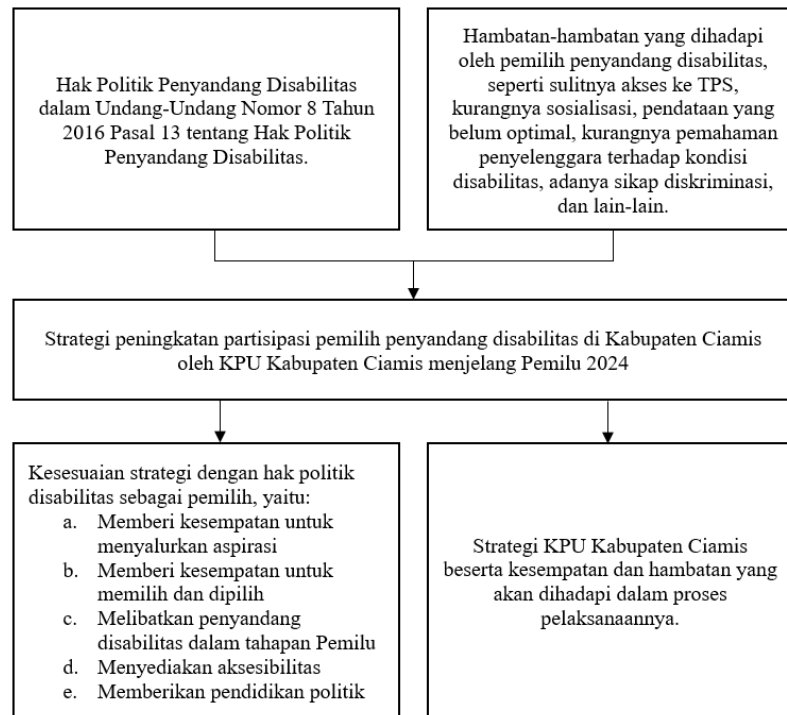 Hak Politik Penyandang Disabilitas
dalam Undang-Undang Nomor 8 Tahun
2016 Pasal 13 tentang Hak Politik
Penyandang Disabilitas.
Hambatan-hambatan yang dihadapi
oleh pemilih penyandang disabilitas,
seperti sulitnya akses ke TPS,
kurangnya sosialisasi, pendataan yang
belum optimal, kurangnya pemahaman
penyelenggara terhadap kondisi
disabilitas, adanya sikap diskriminasi,
dan lain-lain.
Strategi peningkatan partisipasi pemilih penyandang disabilitas di Kabupaten Ciamis
oleh KPU Kabupaten Ciamis menjelang Pemilu 2024
Kesesuaian strategi dengan hak politik
disabilitas sebagai pemilih, yaitu:
a. Memberi kesempatan untuk
menyalurkan aspirasi
b. Memberi kesempatan untuk
memilih dan dipilih
c. Melibatkan penyandang
disabilitas dalam tahapan Pemilu
d. Menyediakan aksesibilitas
e. Memberikan pendidikan politik
Strategi KPU Kabupaten Ciamis
beserta kesempatan dan hambatan yang
akan dihadapi dalam proses
pelaksanaannya.